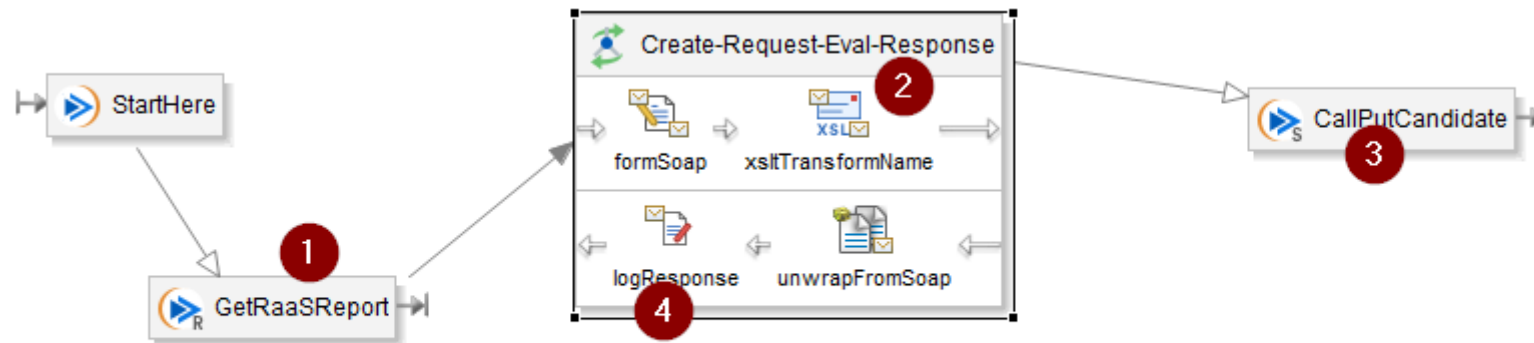 StartHere
Create-Request-Eval-Response
2
XSL
formSoap
xsltTransformName
CallPutCandidate
S
3
1
GetRaaSReport
R
logResponse
unwrapFromSoap
4